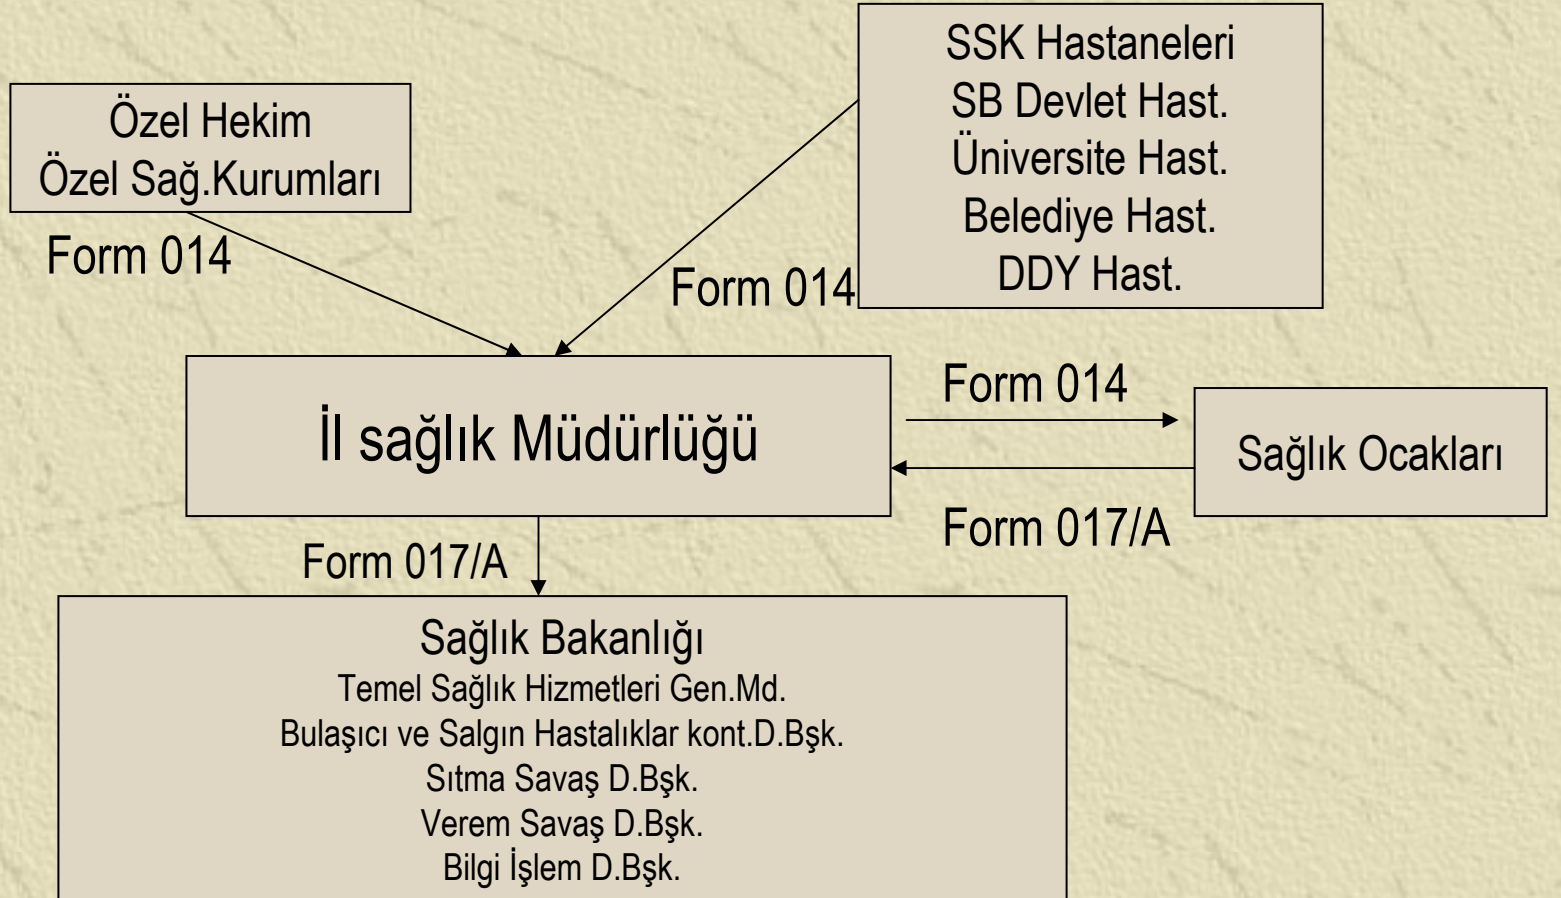 Özel Hekim
Özel Sağ.Kurumları
SSK Hastaneleri
SB Devlet Hast.
Üniversite Hast.
Belediye Hast.
DDY Hast.
Form 014
Form 014
İl sağlık Müdürlüğü
Form 014
Sağlık Ocakları
Form 017/A
Form 017/A
Sağlık Bakanlığı
Temel Sağlık Hizmetleri Gen.Md.
Bulaşıcı ve Salgın Hastalıklar kont.D.Bşk.
Sıtma Savaş D.Bşk.
Verem Savaş D.Bşk.
Bilgi İşlem D.Bşk.